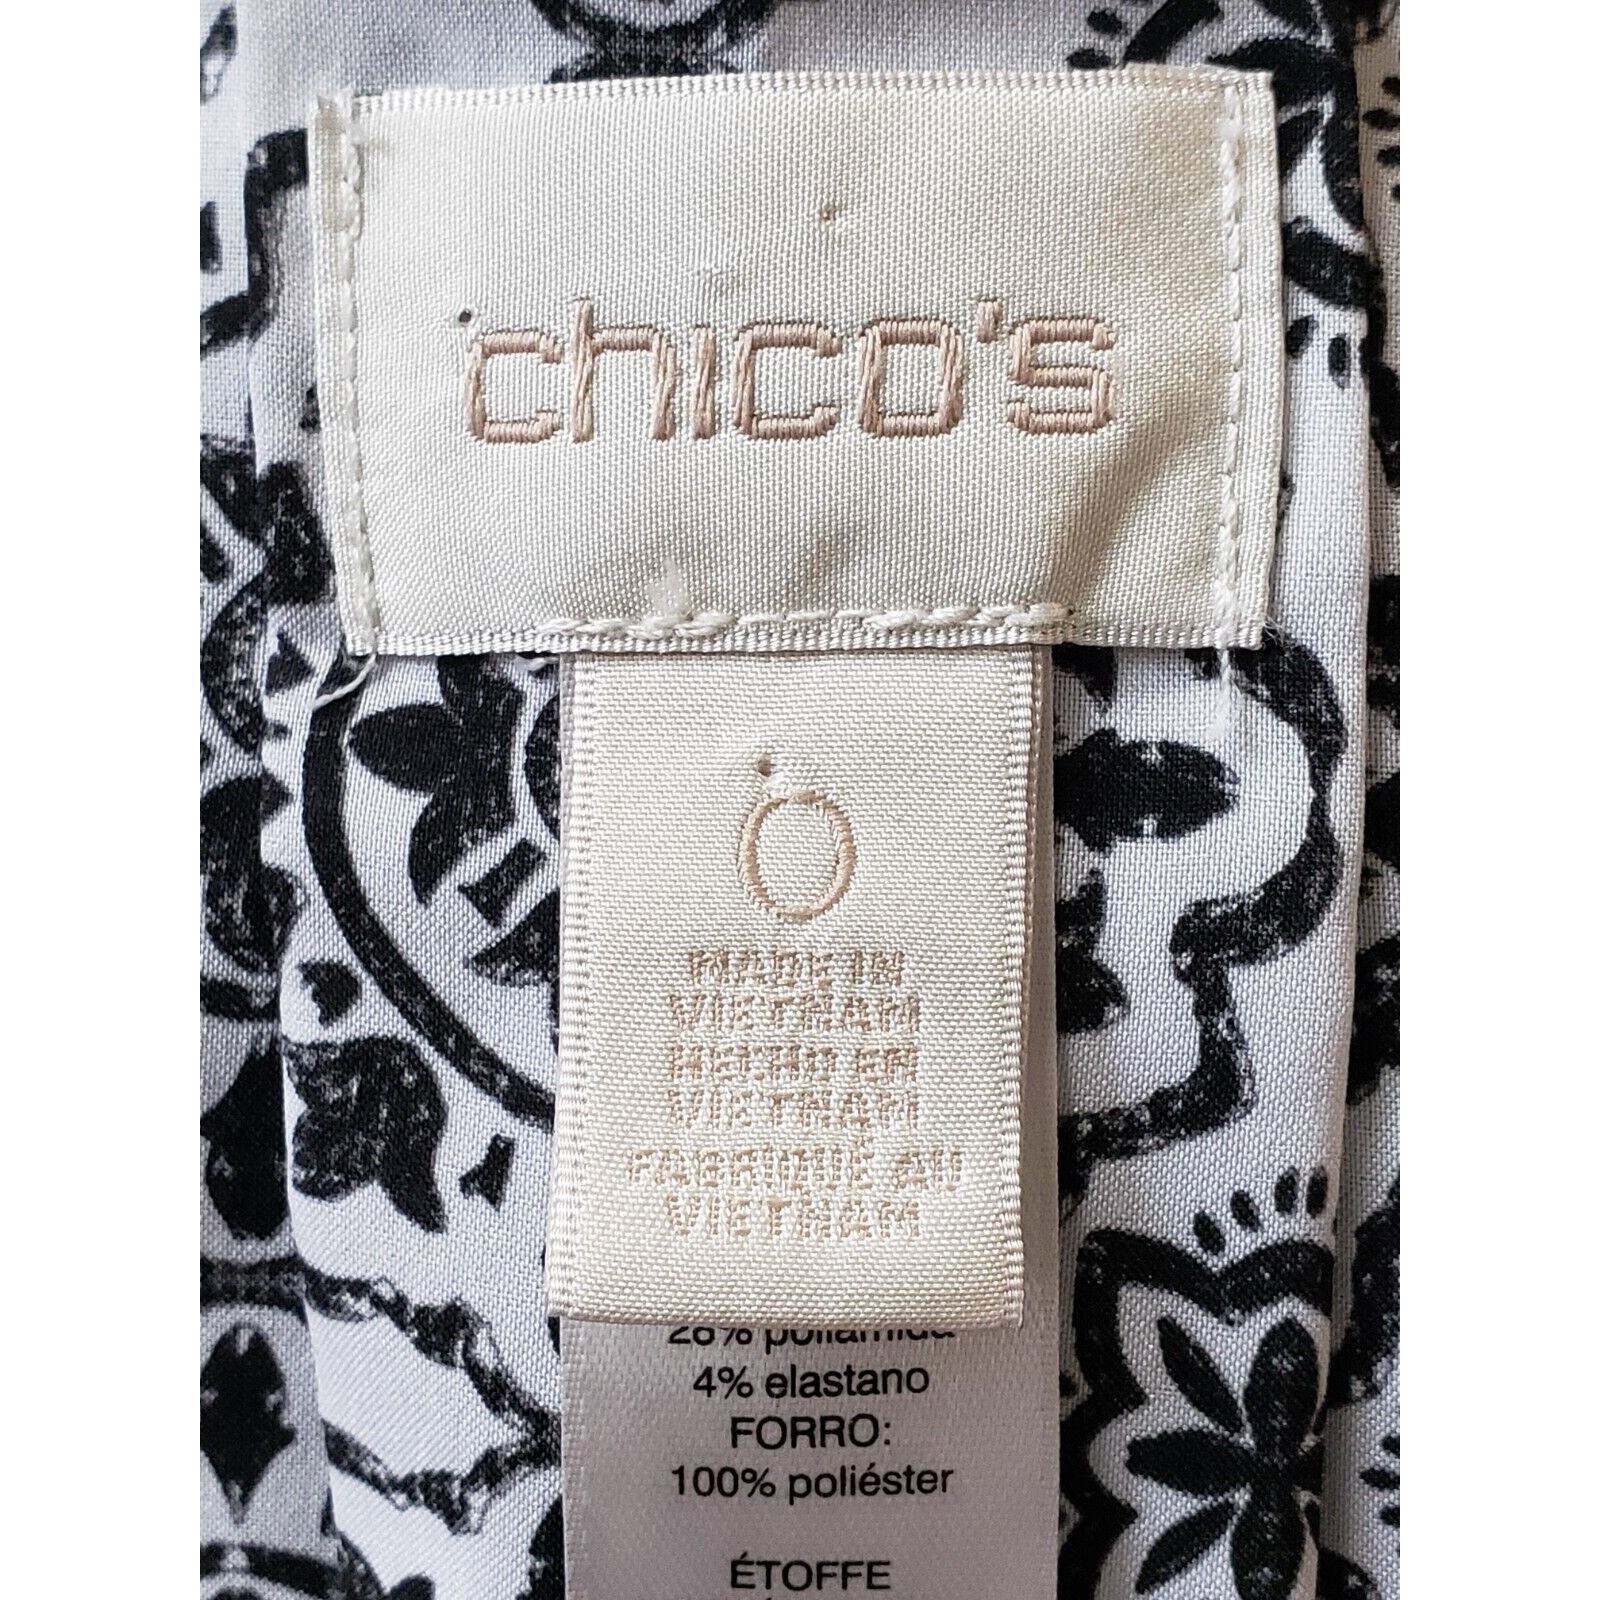 chico's
0
MADE IN
VIETNAM
HECHO EN
VIETNAM
FABRIQUÉ AU
VIETNAM
28% poliamida
4% elastano
FORRO:
100% poliéster
ÉTOFFE